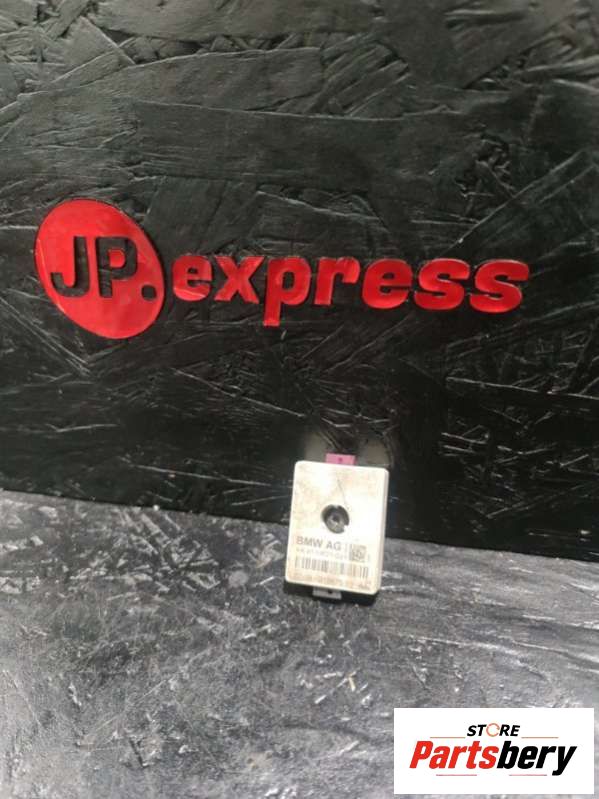 JP. express
BMW AG
STORE
Partsbery